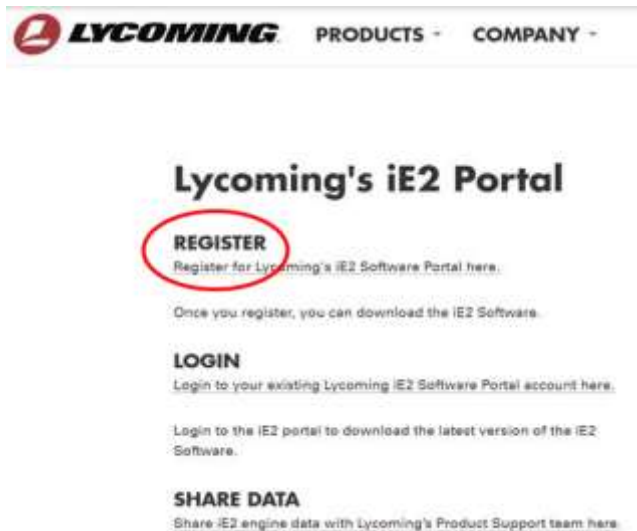 LYCOMING PRODUCTS - COMPANY -
Lycoming's iE2 Portal
REGISTER
Register for Lycoming's iE2 Software Portal here.
Once you register, you can download the iE2 Software.
LOGIN
Login to your existing Lycoming iE2 Software Portal account here.
Login to the iE2 portal to download the latest version of the iE2
Software.
SHARE DATA
Share iE2 engine data with Lycoming's Product Support team here